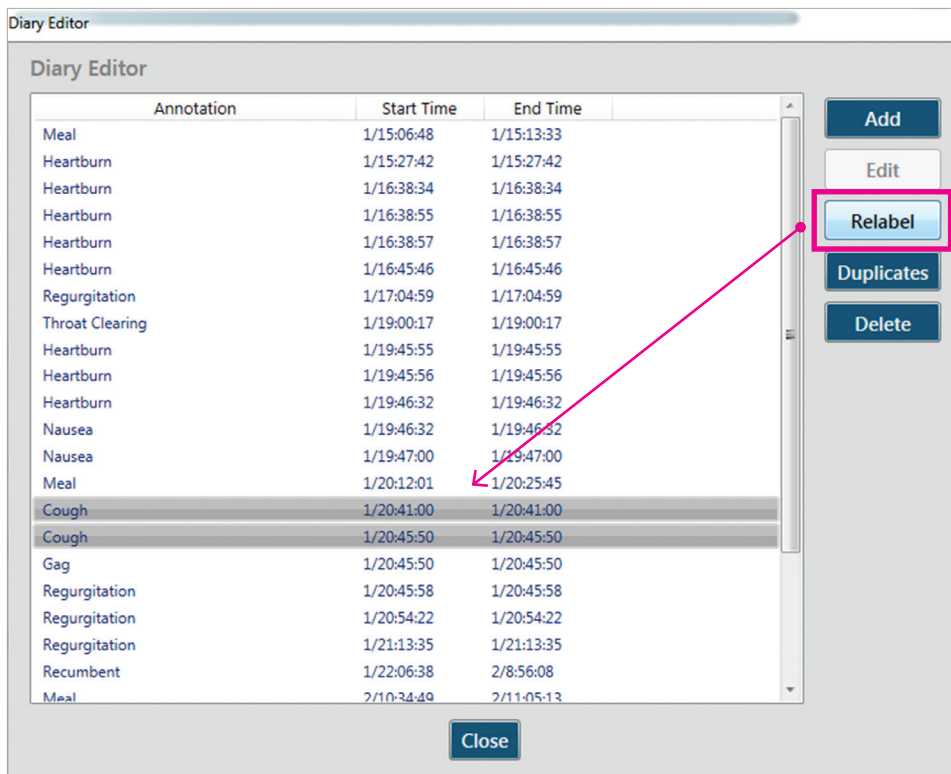 Diary Editor
Diary Editor
Annotation Start Time End Time
Meal 1/15:06:48 1/15:13:33
Heartburn 1/15:27:42 1/15:27:42
Heartburn 1/16:38:34 1/16:38:34
Heartburn 1/16:38:55 1/16:38:55
Heartburn 1/16:38:57 1/16:38:57
Heartburn 1/16:45:46 1/16:45:46
Regurgitation 1/17:04:59 1/17:04:59
Throat Clearing 1/19:00:17 1/19:00:17
Heartburn 1/19:45:55 1/19:45:55
Heartburn 1/19:45:56 1/19:45:56
Heartburn 1/19:46:32 1/19:46:32
Nausea 1/19:46:32 1/19:46:32
Nausea 1/19:47:00 1/19:47:00
Meal 1/20:12:01 1/20:25:45
Cough 1/20:41:00 1/20:41:00
Cough 1/20:45:50 1/20:45:50
Gag 1/20:45:50 1/20:45:50
Regurgitation 1/20:45:58 1/20:45:58
Regurgitation 1/20:54:22 1/20:54:22
Regurgitation 1/21:13:35 1/21:13:35
Recumbent 1/22:06:38 2/8:56:08
Meal 2/10:34:49 2/11:05:13
Add
Edit
Relabel
Duplicates
Delete
Close